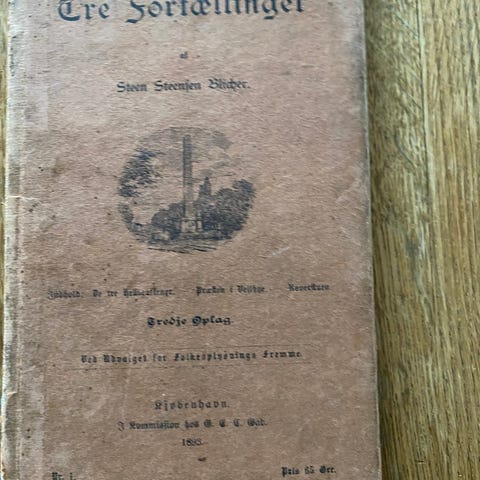 Tre Fortællinger
af
Steen Steensen Blicher.
Indhold: De tre Helligaftener. Præsten i Vejlbye. Røverstuen
Tredje Oplag.
Ved Udvalget for Folkeoplysnings Fremme.
Kjøbenhavn.
I Kommission hos G. E. C. Gad.
1893.
Nr. 1. Pris 65 Øre.